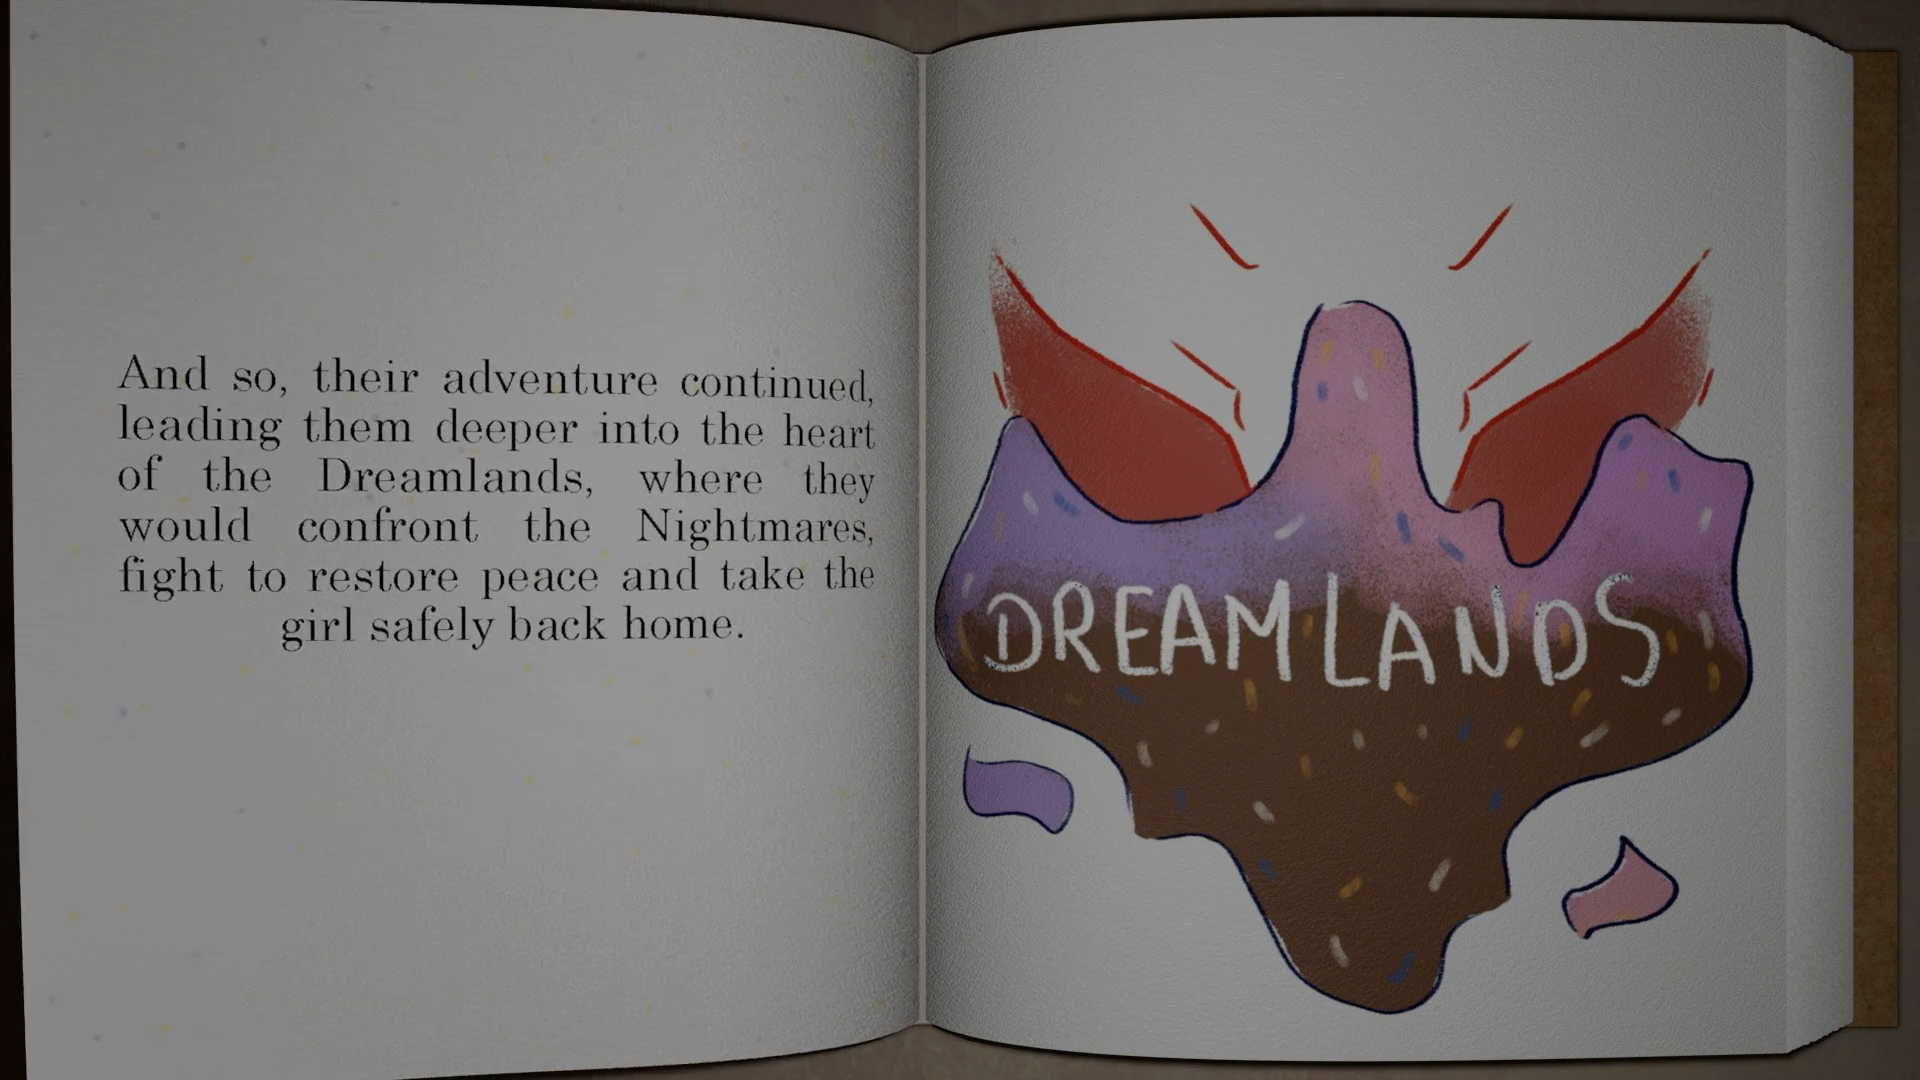 And so, their adventure continued,
leading them deeper into the heart
of the Dreamlands, where they
would confront the Nightmares,
fight to restore peace and take the
girl safely back home.
DREAMLANDS